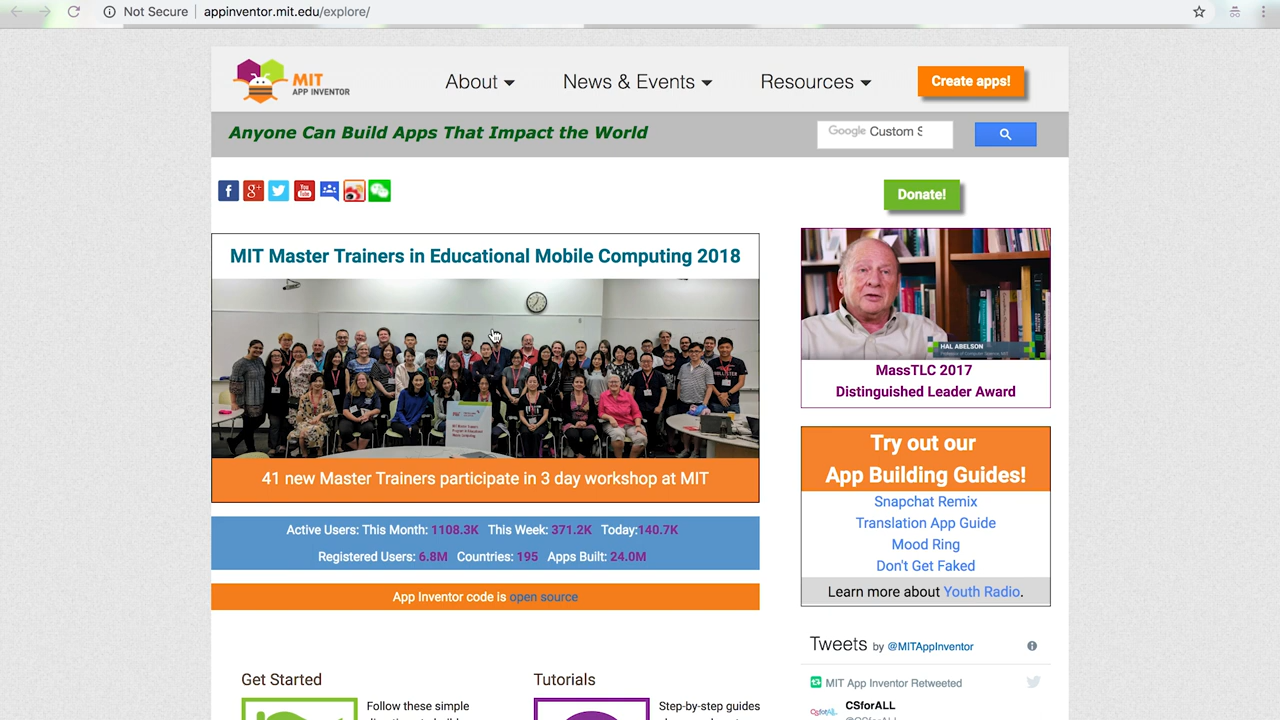 Not Secure appinventor.mit.edu/explore/
MIT
APP INVENTOR
About
News & Events
Resources
Create apps!
Anyone Can Build Apps That Impact the World
Google Custom S
Donate!
MIT Master Trainers in Educational Mobile Computing 2018
41 new Master Trainers participate in 3 day workshop at MIT
Active Users: This Month: 1108.3K This Week: 371.2K Today:140.7K
Registered Users: 6.8M Countries: 195 Apps Built: 24.0M
App Inventor code is open source
HAL ABELSON
MassTLC 2017
Distinguished Leader Award
Try out our
App Building Guides!
Snapchat Remix
Translation App Guide
Mood Ring
Don't Get Faked
Learn more about Youth Radio.
Tweets by @MITAppInventor
MIT App Inventor Retweeted
CSforALL
Get Started
Follow these simple
Tutorials
Step-by-step guides